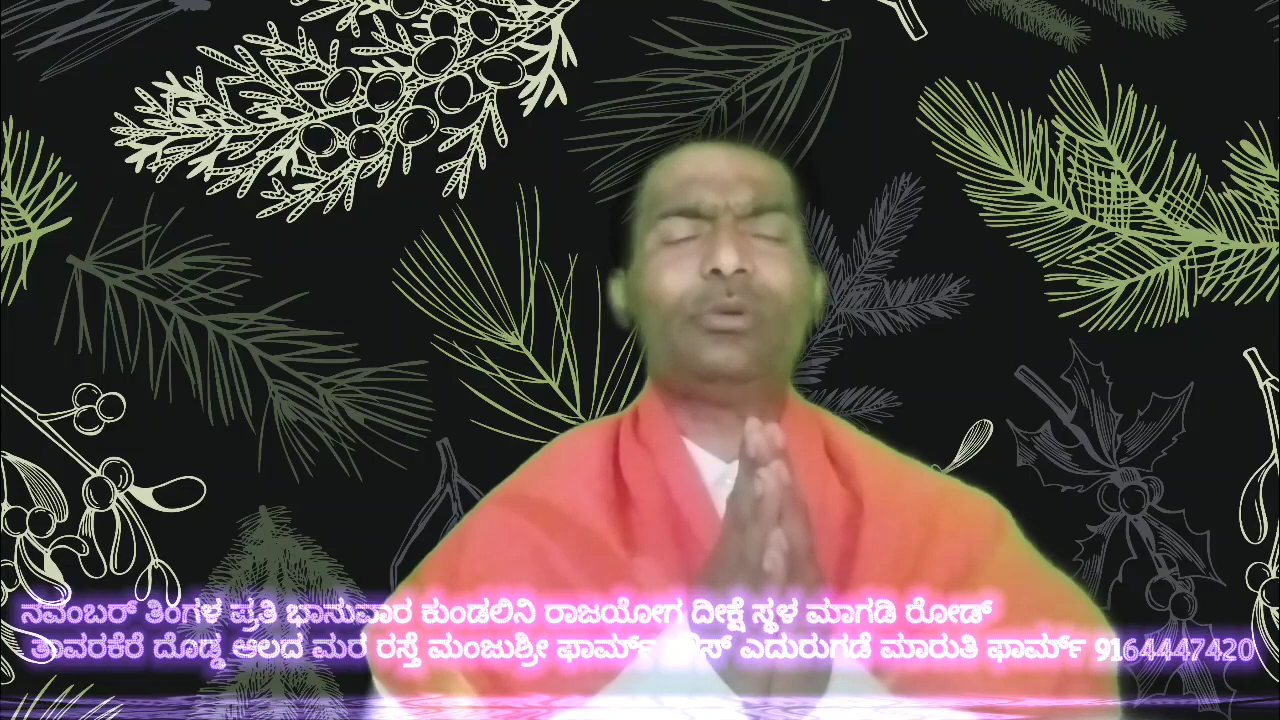 ನವೆಂಬರ್ ತಿಂಗಳ ಪ್ರತಿ ಭಾನುವಾರ ಕುಂಡಲಿನಿ ರಾಜಯೋಗ ದೀಕ್ಷೆ ಸ್ಥಳ ಮಾಗಡಿ ರೋಡ್
ತಾವರಕೆರೆ ದೊಡ್ಡ ಆಲದ ಮರ ರಸ್ತೆ ಮಂಜುಶ್ರೀ ಫಾರ್ಮ್ ಎದುರುಗಡೆ ಮಾರುತಿ ಫಾರ್ಮ್ 9164447420